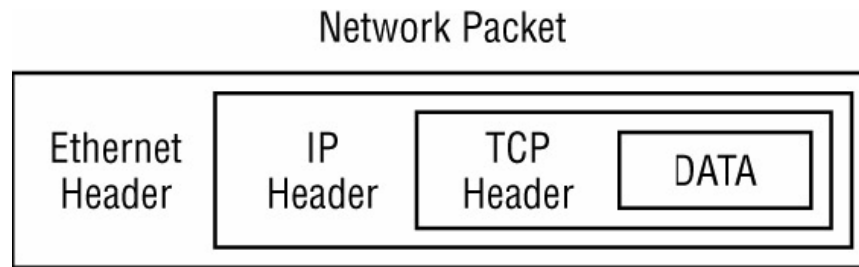 Network Packet
Ethernet
Header
IP
Header
TCP
Header
DATA